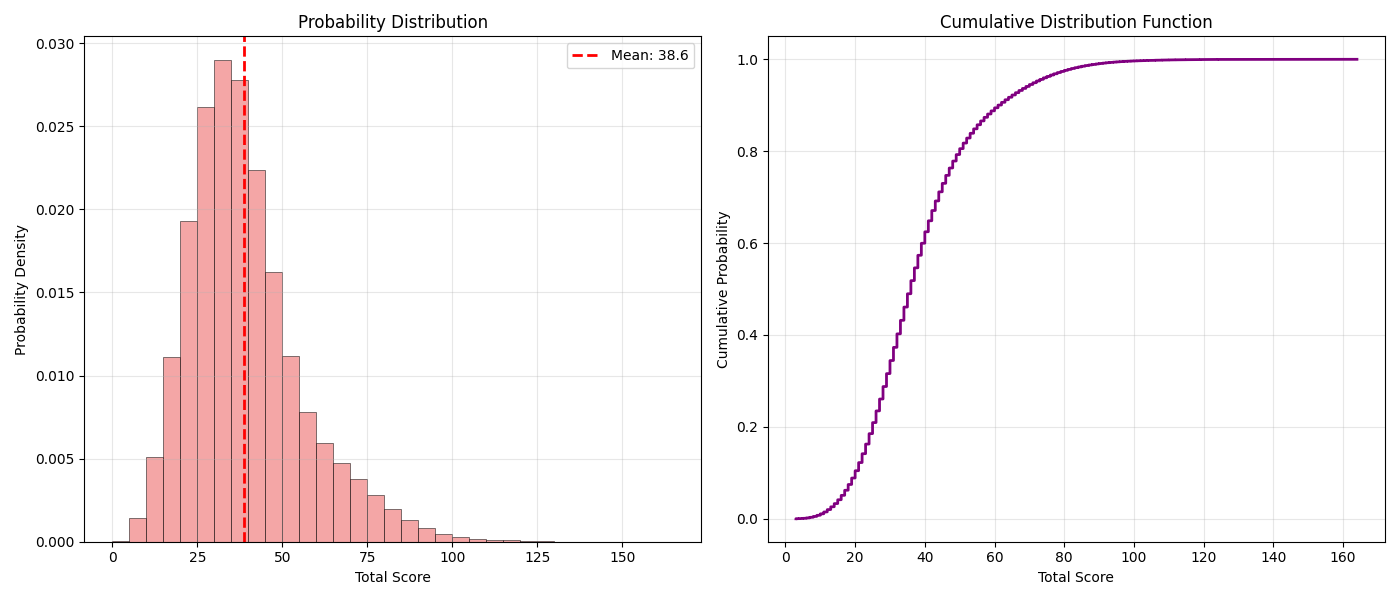 Probability Distribution
Probability Density
0.030
0.025
0.020
0.015
0.010
0.005
0.000
Mean: 38.6
0 25 50 75 100 125 150
Total Score
Cumulative Distribution Function
Cumulative Probability
1.0
0.8
0.6
0.4
0.2
0.0
0 20 40 60 80 100 120 140 160
Total Score